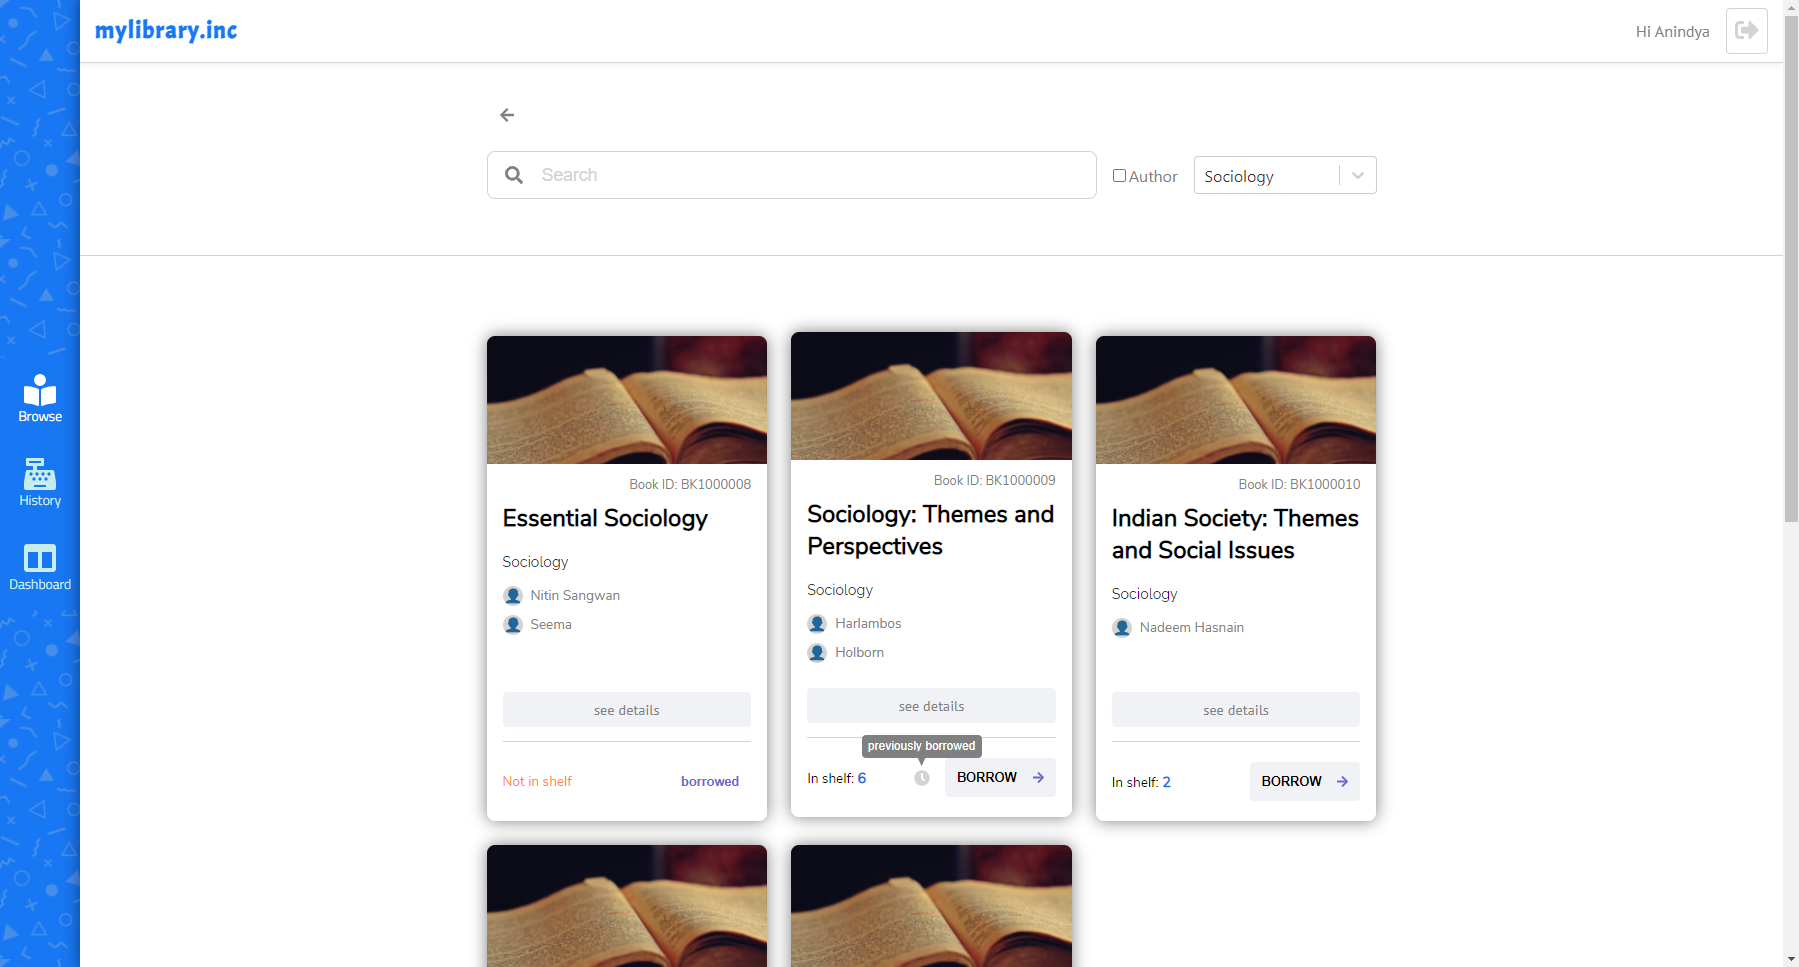 mylibrary.inc
Hi Anindya
Search
Author
Sociology
Browse
History
Dashboard
Book ID: BK1000008
Essential Sociology
Sociology
Nitin Sangwan
Seema
see details
Not in shelf
borrowed
Book ID: BK1000009
Sociology: Themes and
Perspectives
Sociology
Harlambos
Holborn
see details
previously borrowed
In shelf: 6
BORROW
Book ID: BK1000010
Indian Society: Themes
and Social Issues
Sociology
Nadeem Hasnain
see details
In shelf: 2
BORROW